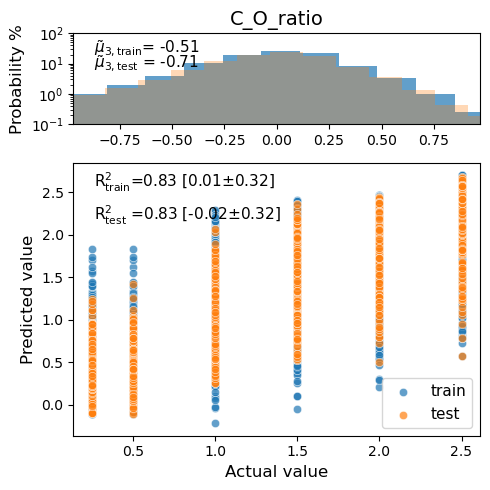 C_O_ratio
Probability %
10²
10¹
10⁰
10⁻¹
μ̃₃,train= -0.51
μ̃₃,test = -0.71
−0.75 −0.50 −0.25 0.00 0.25 0.50 0.75
Predicted value
2.5
2.0
1.5
1.0
0.5
0.0
R²train=0.83 [0.01±0.32]
R²test =0.83 [-0.02±0.32]
train
test
0.5 1.0 1.5 2.0 2.5
Actual value